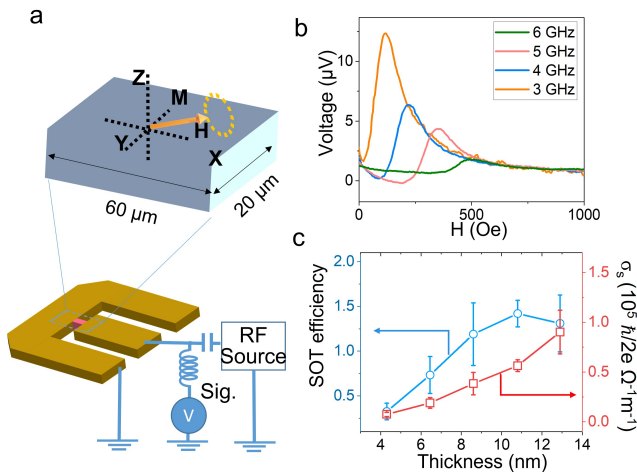 a
Z
M
H
Y
X
60 µm
20 µm
RF
Source
Sig.
V
b
Voltage (µV)
10
5
0
6 GHz
5 GHz
4 GHz
3 GHz
0
500
1000
H (Oe)
c
SOT efficiency
2.0
1.5
1.0
0.5
1.5
1.0
0.5
0.0
σs (10⁵ ℏ/2e Ω⁻¹m⁻¹)
4
6
8
10
12
14
Thickness (nm)